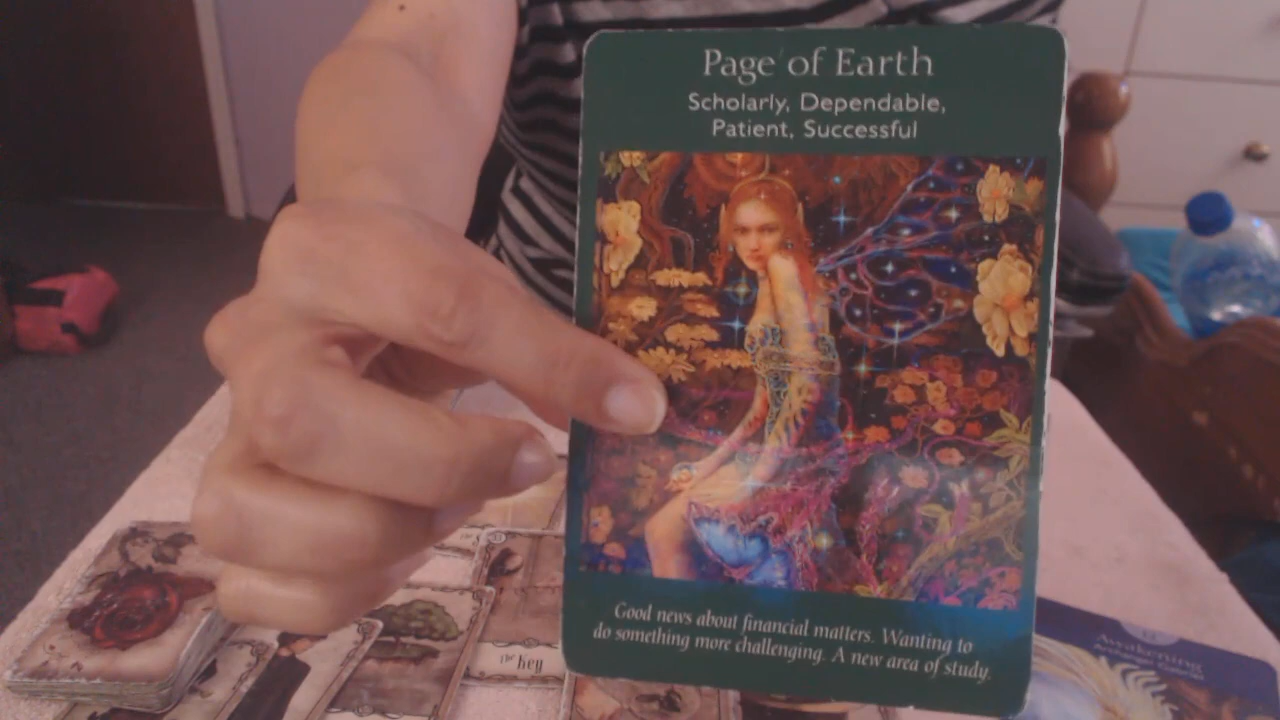 Page of Earth
Scholarly, Dependable,
Patient, Successful
Good news about financial matters. Wanting to
do something more challenging. A new area of study.
The Key
Awakening